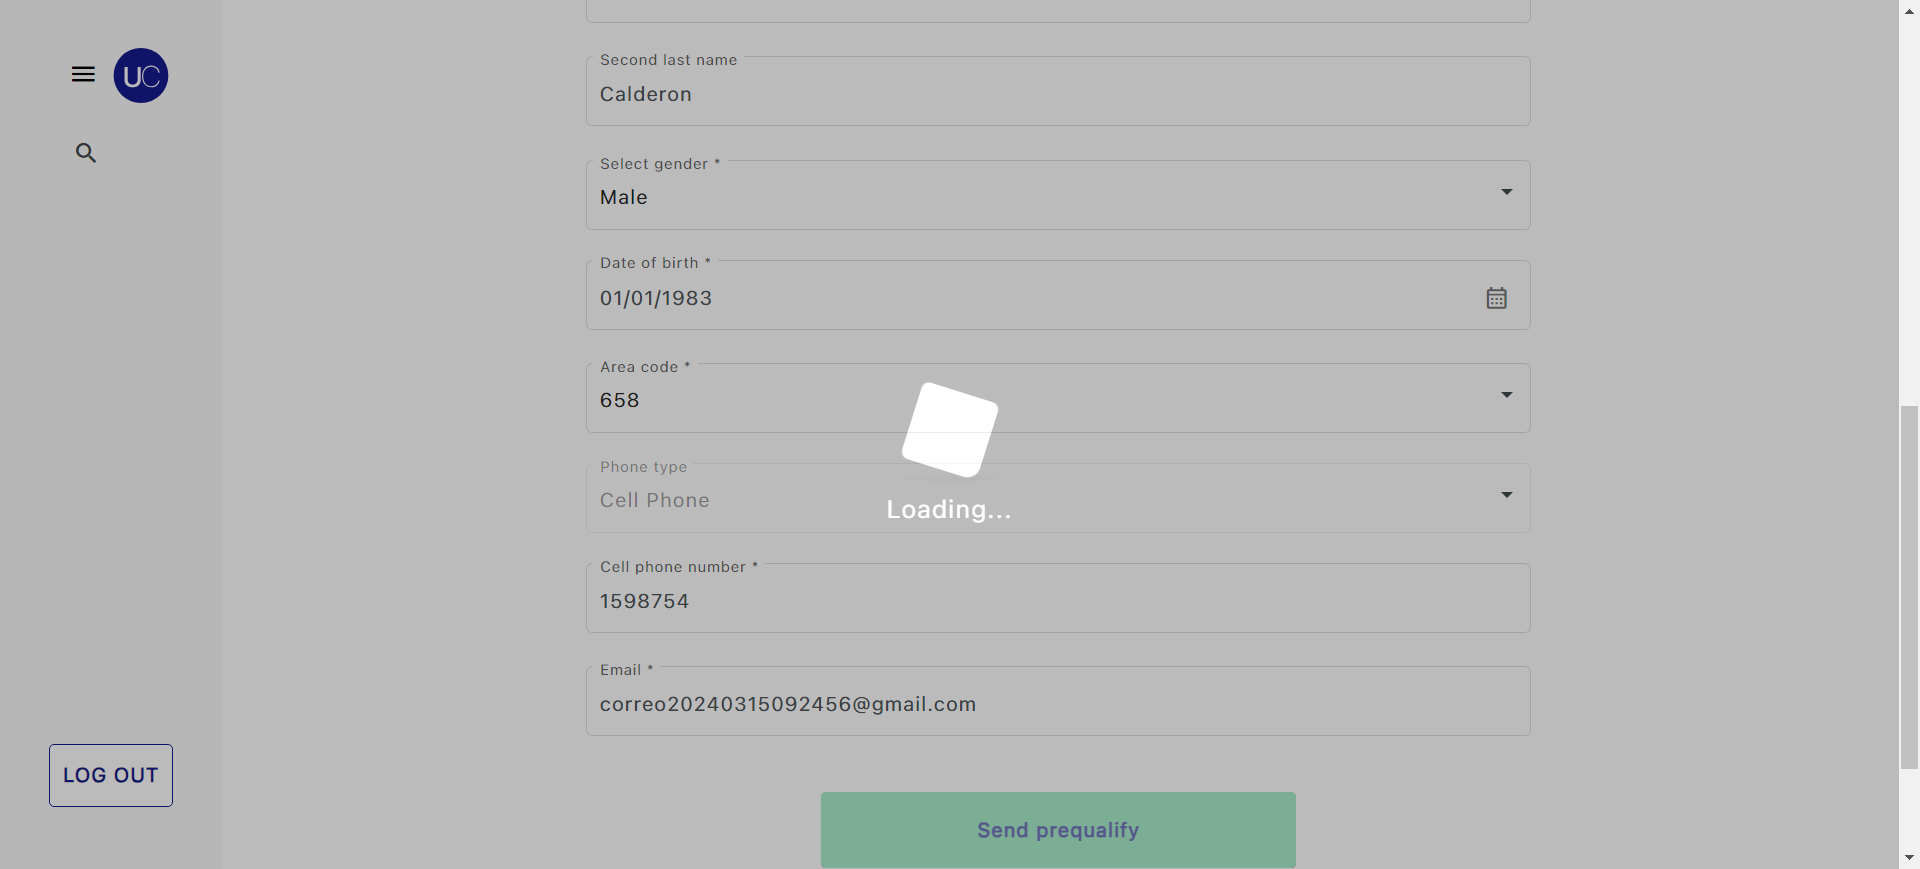 UC
Second last name
Calderon
Select gender *
Male
Date of birth *
01/01/1983
Area code *
658
Phone type
Cell Phone
Loading...
Cell phone number *
1598754
Email *
correo20240315092456@gmail.com
LOG OUT
Send prequalify